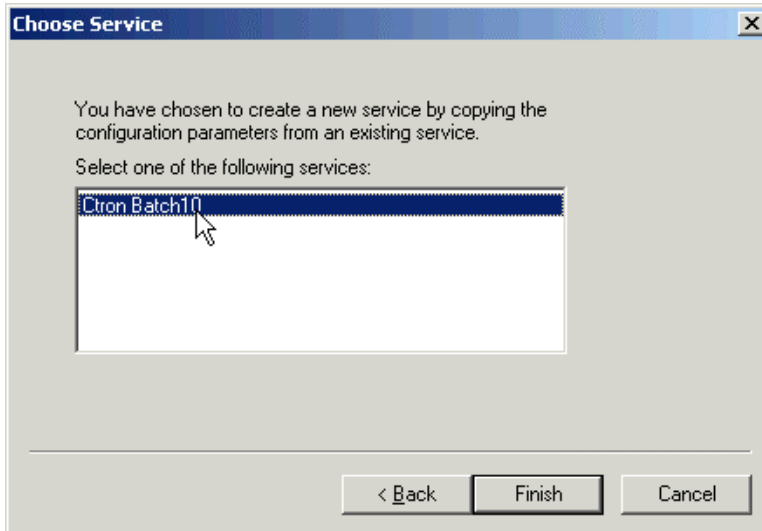 Choose Service
You have chosen to create a new service by copying the
configuration parameters from an existing service.
Select one of the following services:
Ctron Batch10
< Back
Finish
Cancel